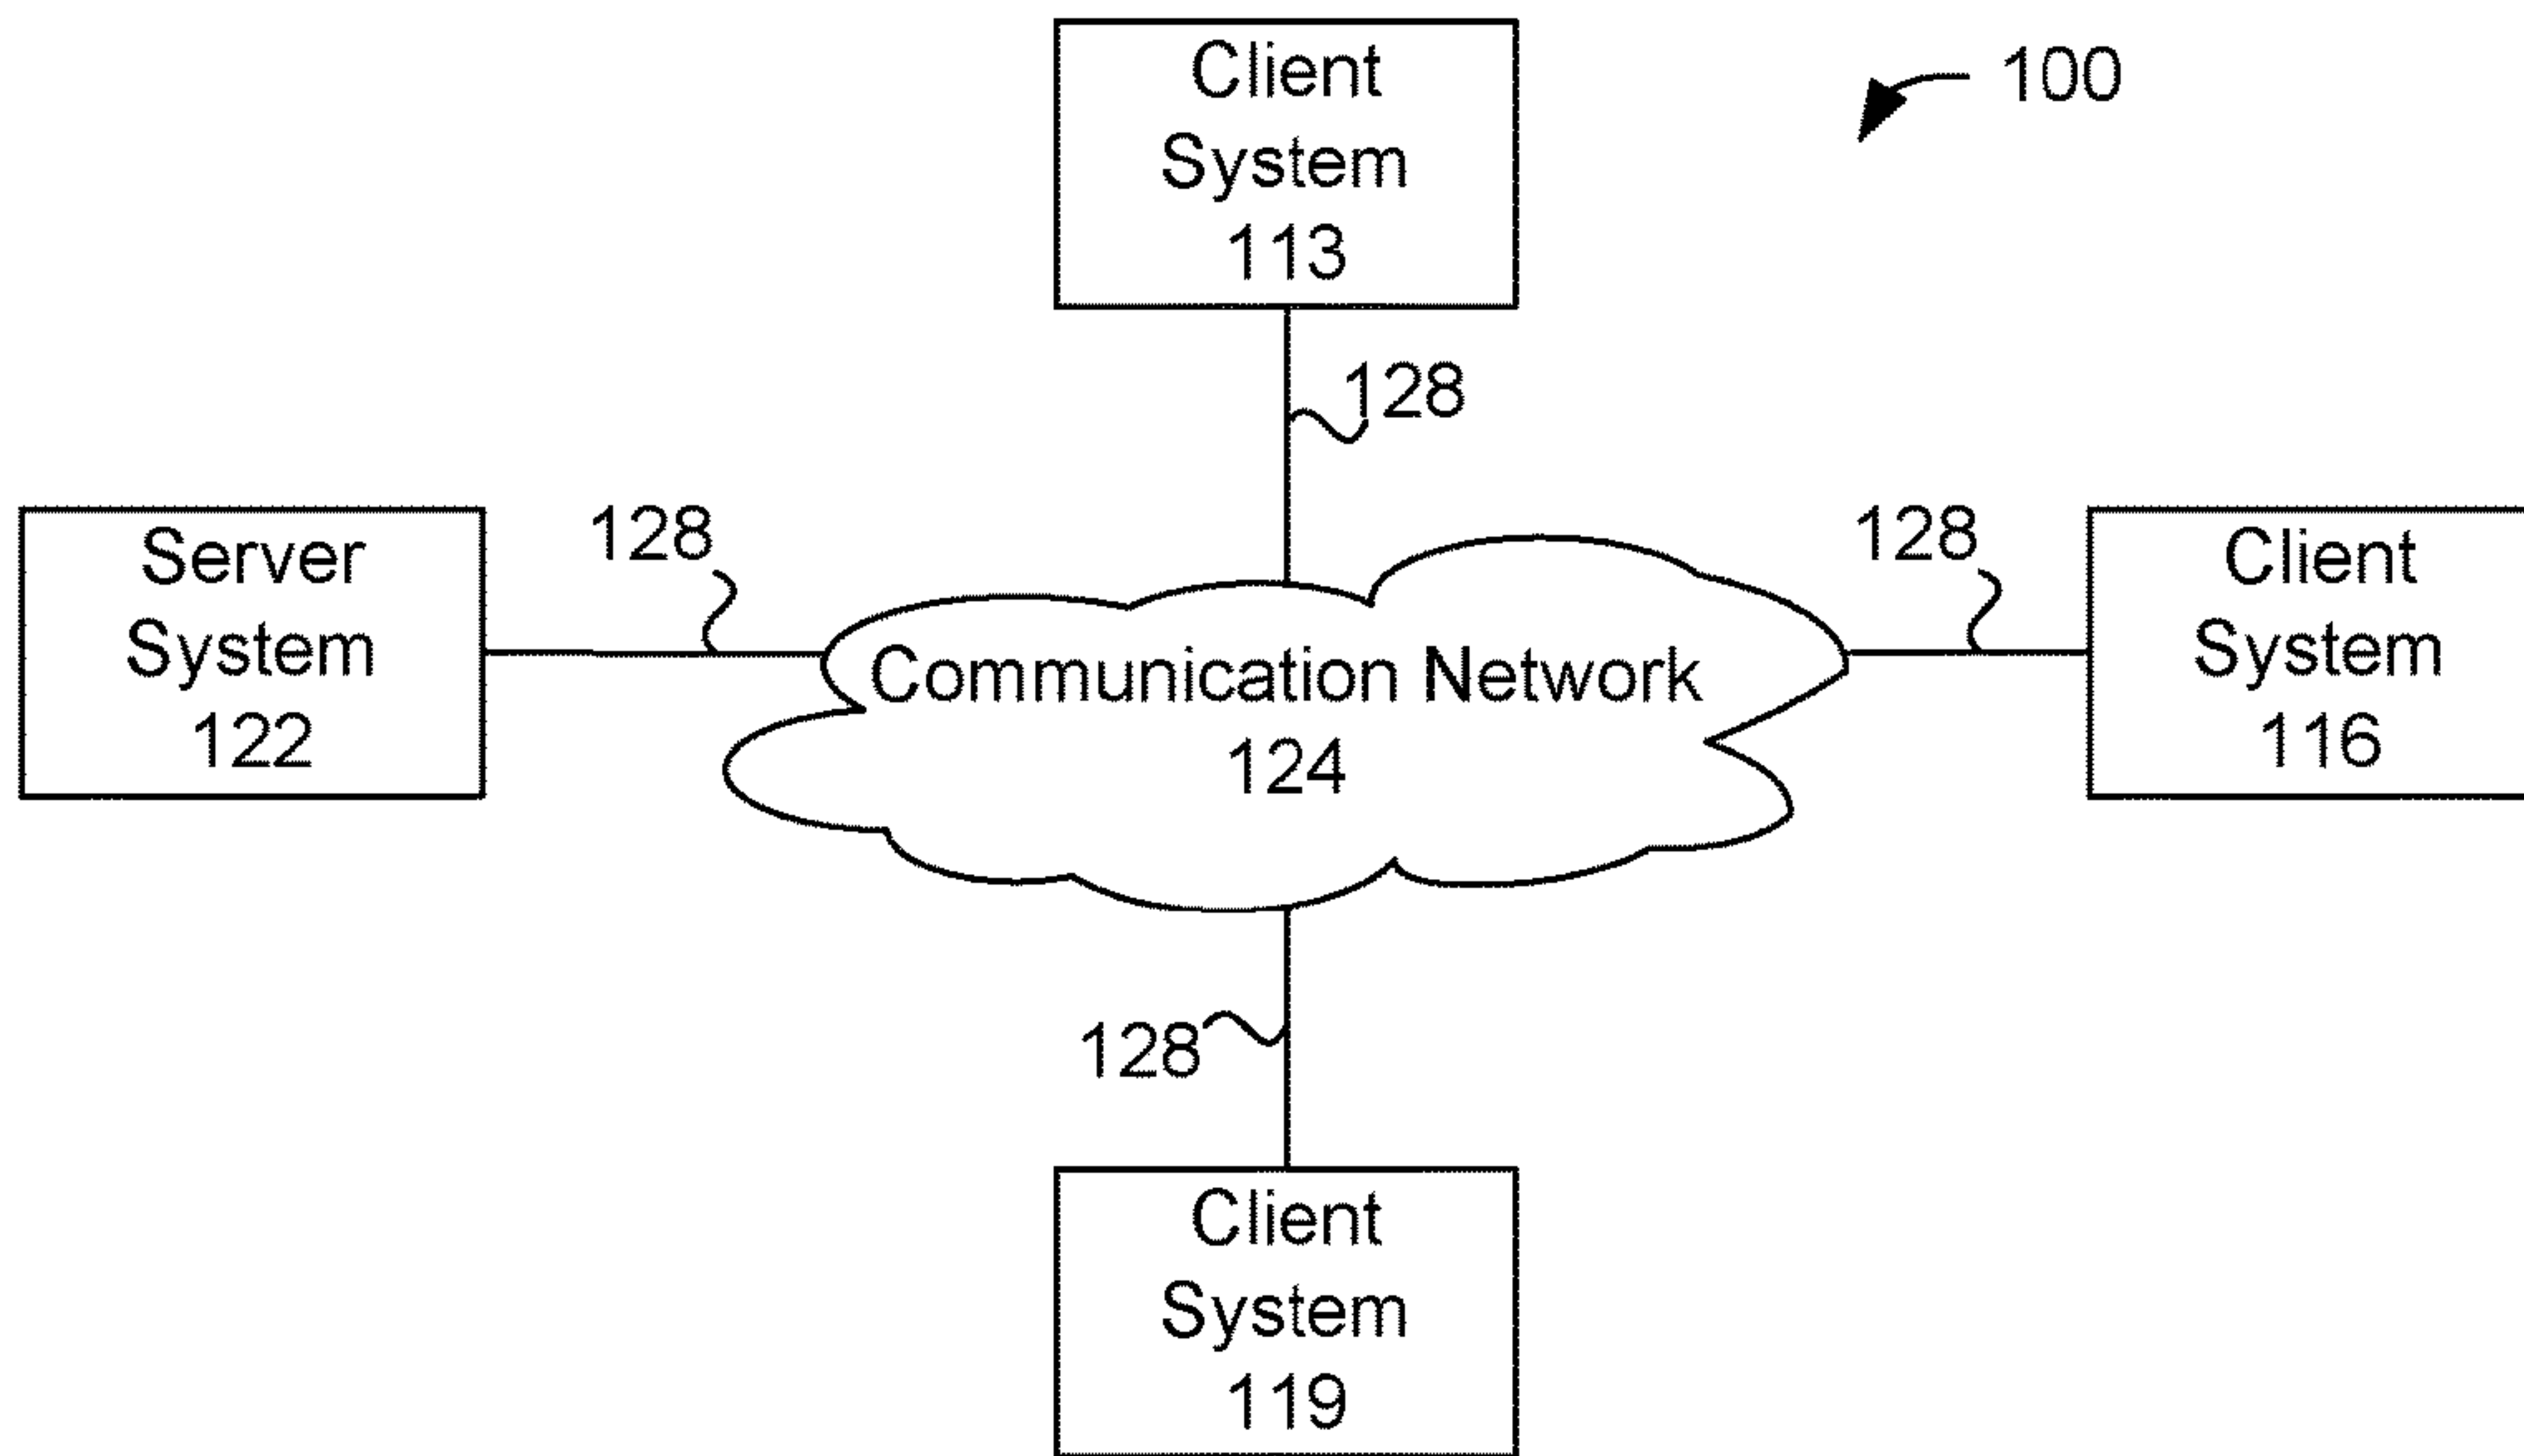 Client
System
113
100
128
Server
System
122
128
128
Client
System
116
Communication Network
124
128
Client
System
119